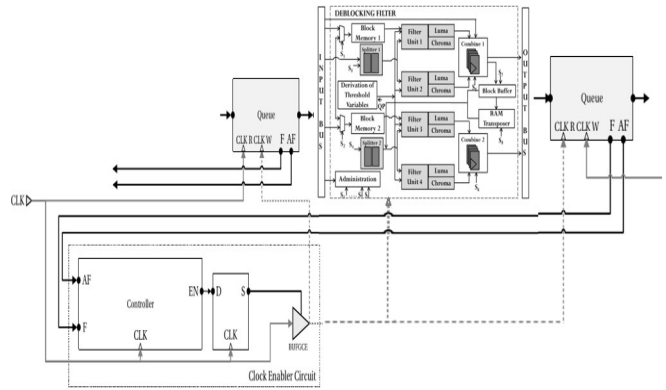 DEBLOCKING FILTER
INPUT BUS
OUTPUT BUS
Block Memory 1
Splitter 1
Filter Unit 1
Luma
Chroma
Combine 1
Filter Unit 2
Luma
Chroma
Derivation of Threshold Variables
QP
Block Buffer
RAM Transposer
Block Memory 2
Filter Unit 3
Luma
Chroma
Combine 2
Administration
Filter Unit 4
Luma
Chroma
Queue
CLK R CLK W
F AF
Queue
CLK R CLK W
F AF
CLK
AF
F
Controller
EN
CLK
D S
CLK
BUFGCE
Clock Enabler Circuit